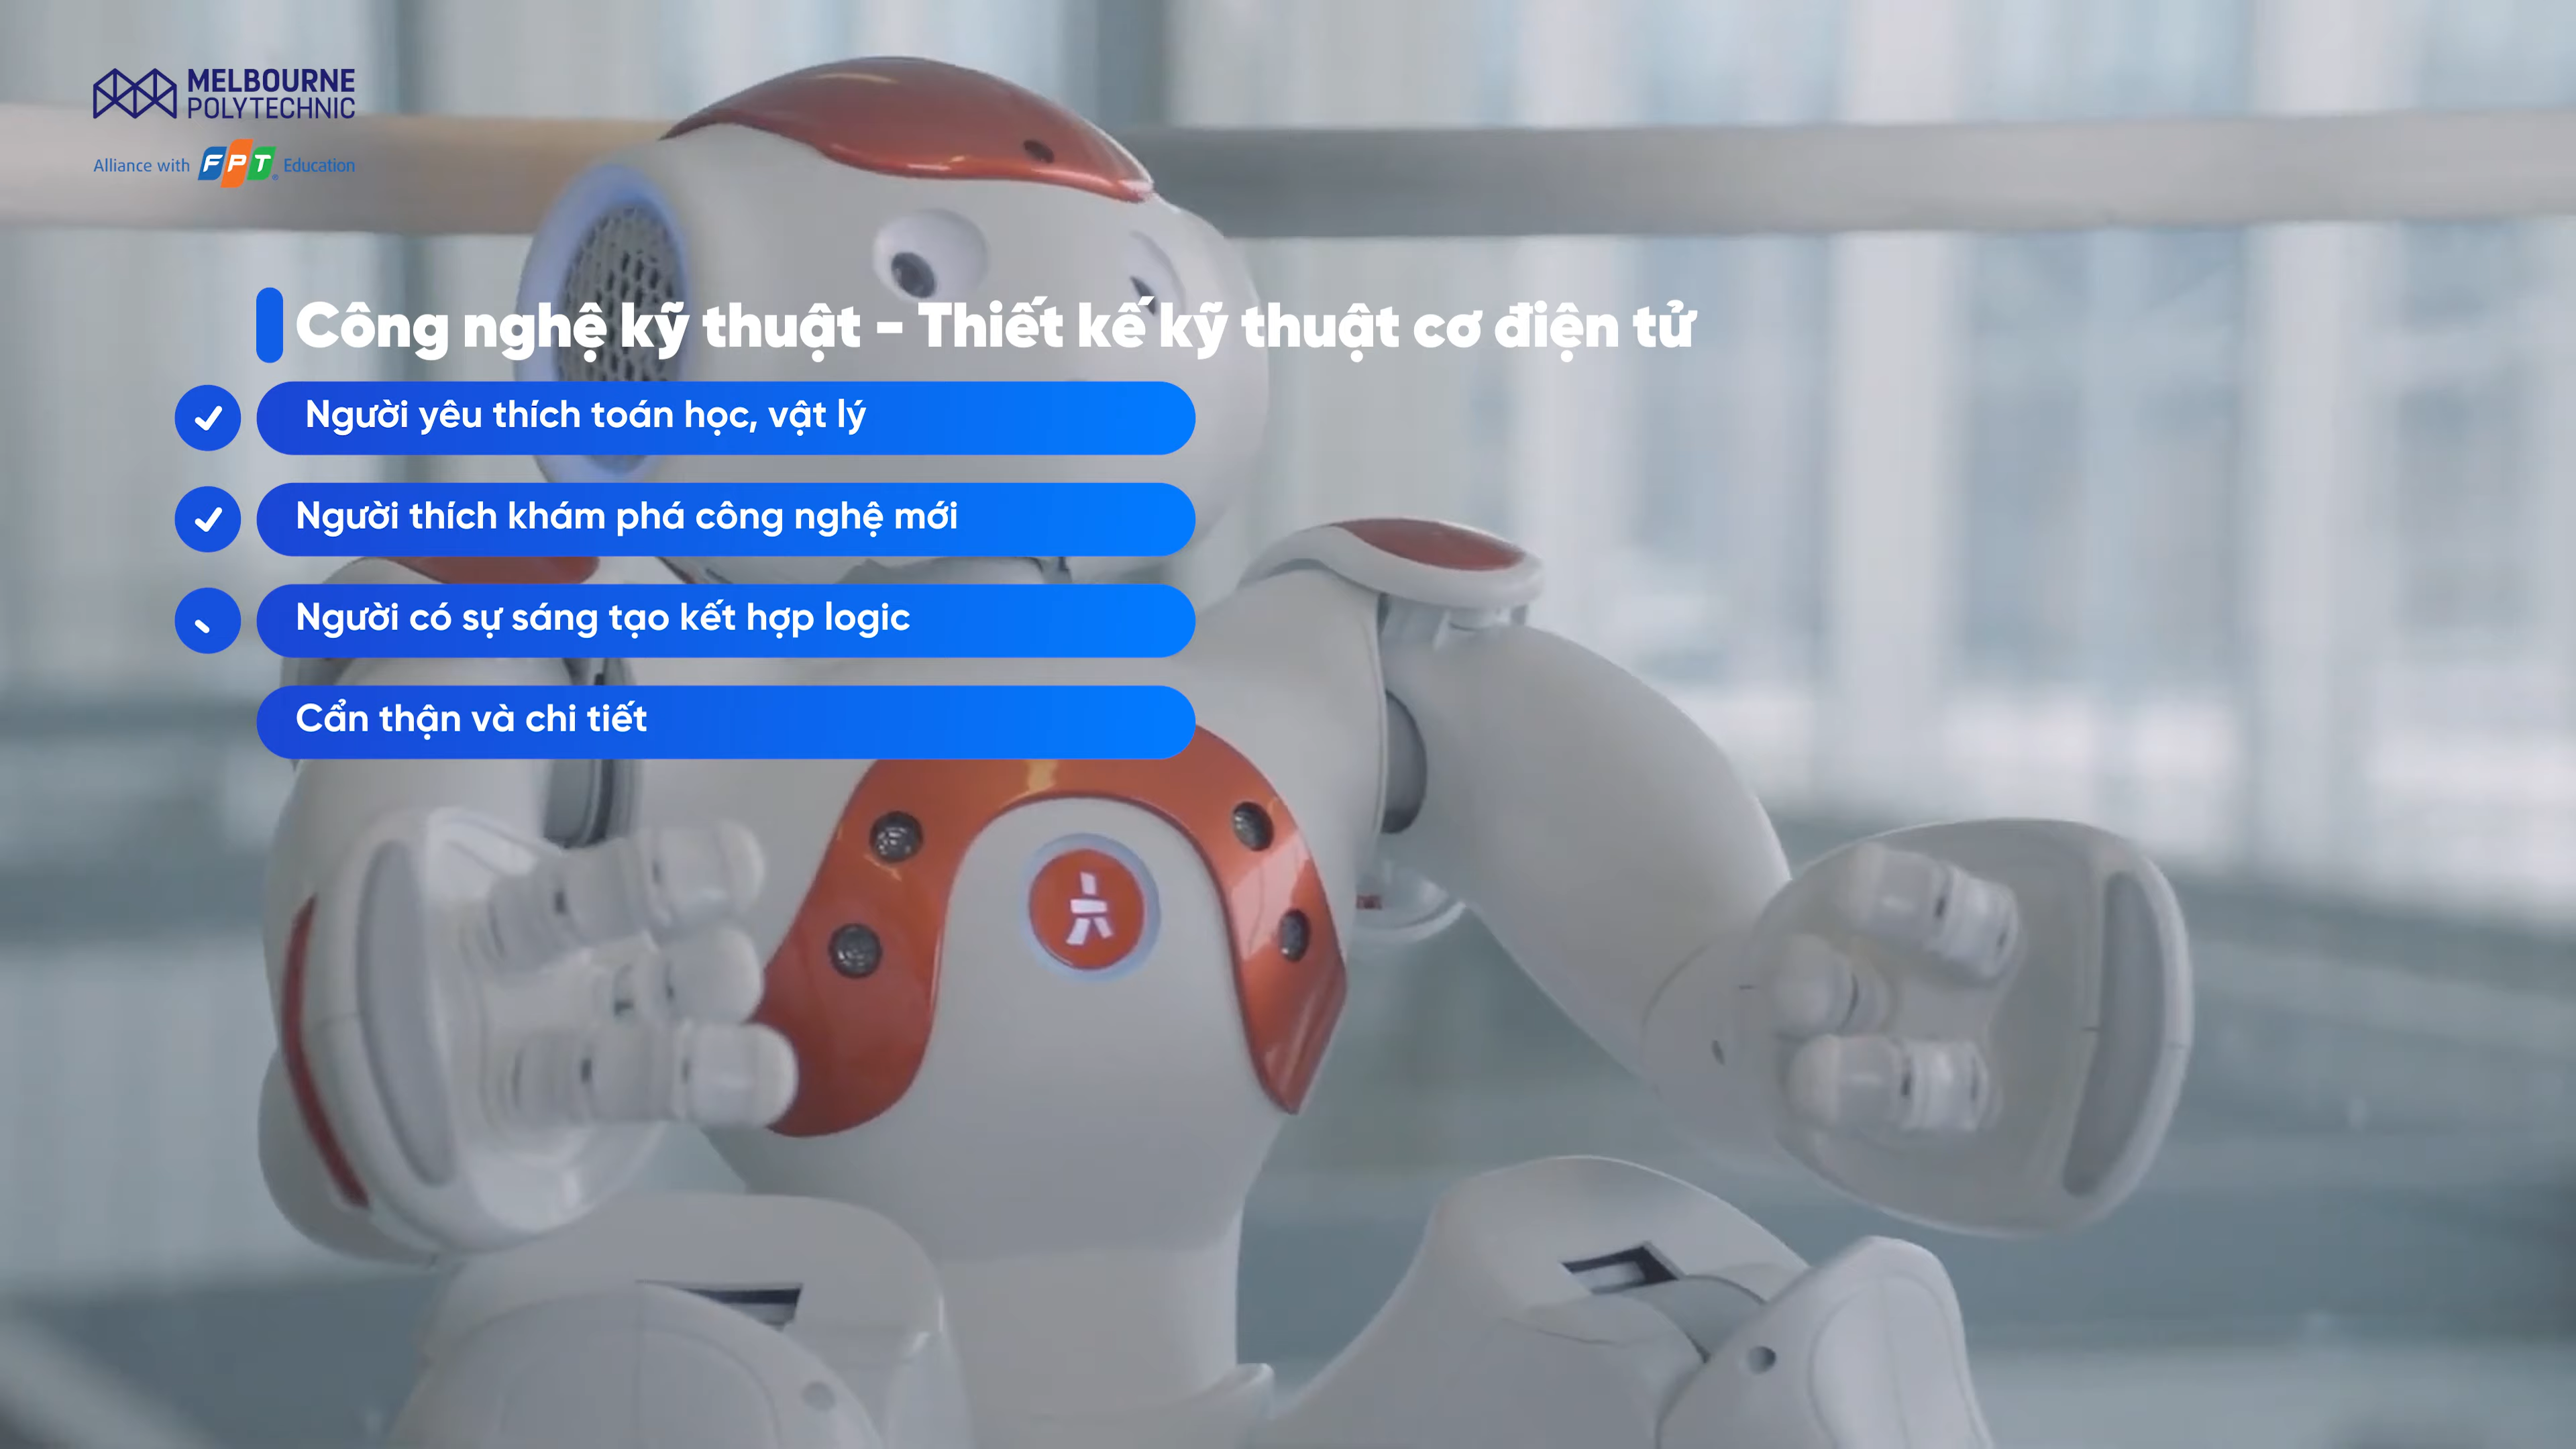 MELBOURNE
POLYTECHNIC
Alliance with FPT Education
Công nghệ kỹ thuật - Thiết kế kỹ thuật cơ điện tử
Người yêu thích toán học, vật lý
Người thích khám phá công nghệ mới
Người có sự sáng tạo kết hợp logic
Cẩn thận và chi tiết